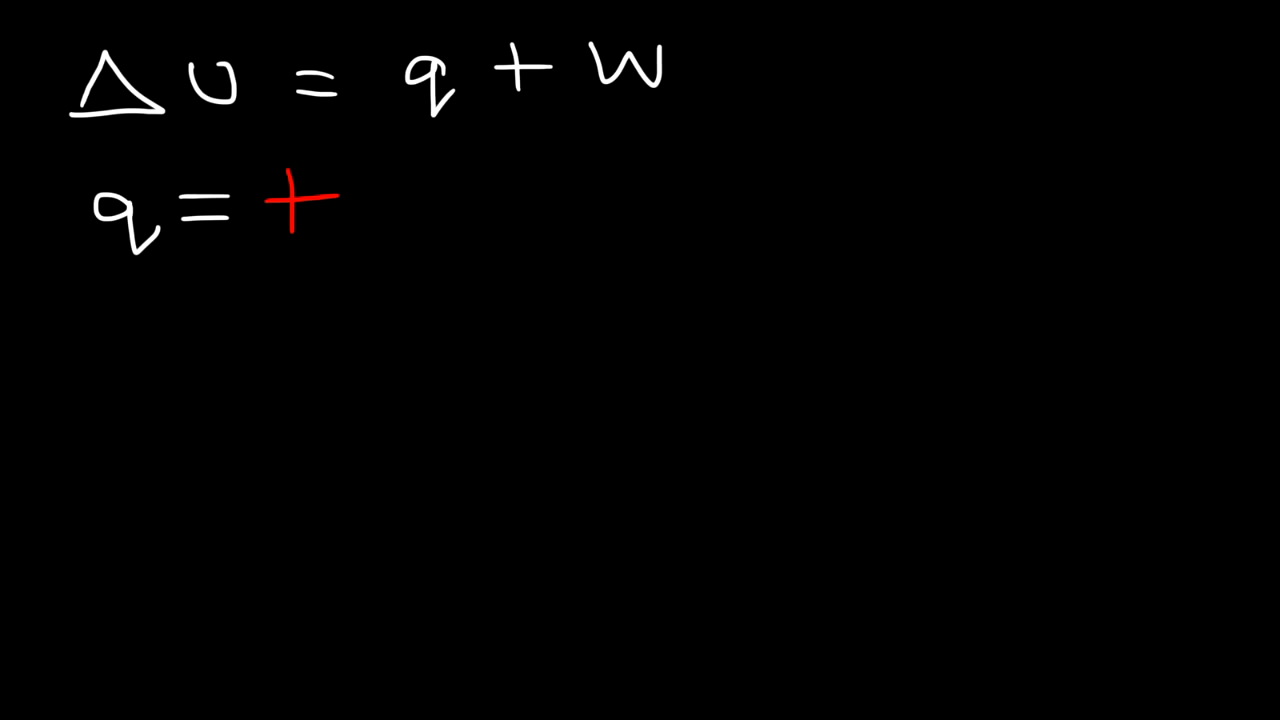 ΔU = q + w
q = +